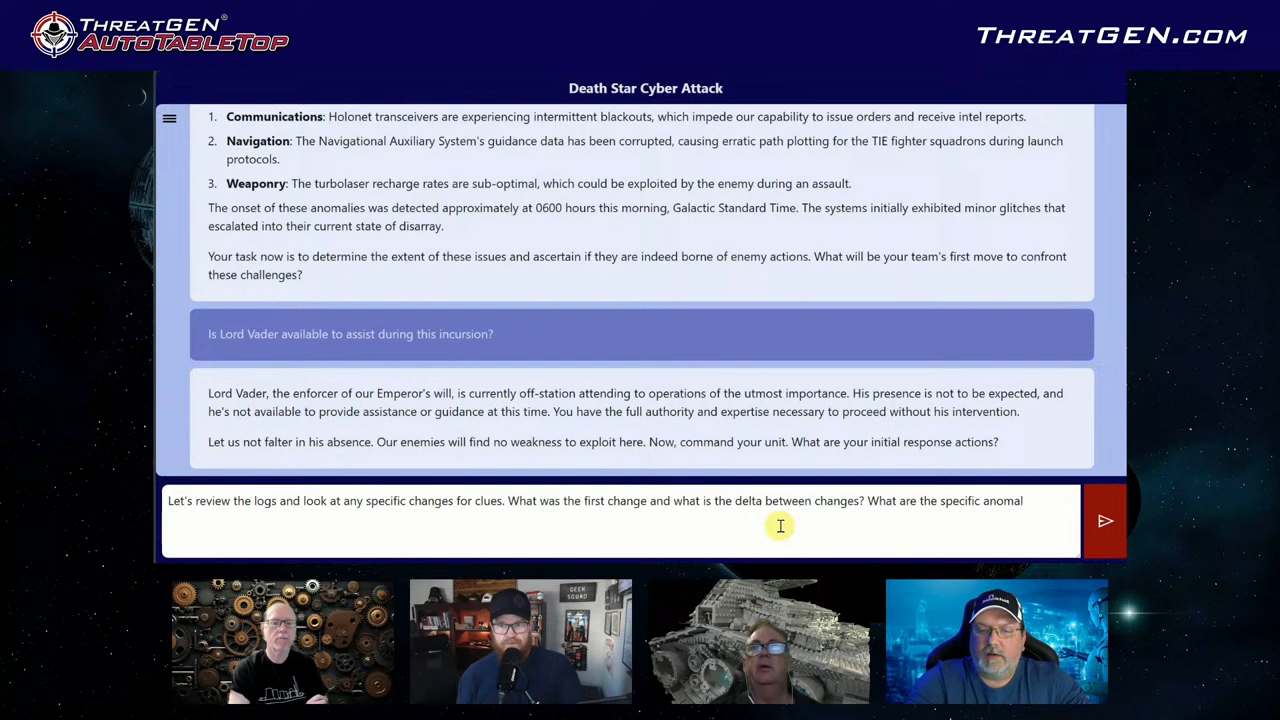 THREATGEN®
AUTOTABLETOP
THREATGEN.COM
Death Star Cyber Attack
1. Communications: Holonet transceivers are experiencing intermittent blackouts, which impede our capability to issue orders and receive intel reports.
2. Navigation: The Navigational Auxiliary System's guidance data has been corrupted, causing erratic path plotting for the TIE fighter squadrons during launch
protocols.
3. Weaponry: The turbolaser recharge rates are sub-optimal, which could be exploited by the enemy during an assault.
The onset of these anomalies was detected approximately at 0600 hours this morning, Galactic Standard Time. The systems initially exhibited minor glitches that
escalated into their current state of disarray.
Your task now is to determine the extent of these issues and ascertain if they are indeed borne of enemy actions. What will be your team's first move to confront
these challenges?
Is Lord Vader available to assist during this incursion?
Lord Vader, the enforcer of our Emperor's will, is currently off-station attending to operations of the utmost importance. His presence is not to be expected, and
he's not available to provide assistance or guidance at this time. You have the full authority and expertise necessary to proceed without his intervention.
Let us not falter in his absence. Our enemies will find no weakness to exploit here. Now, command your unit. What are your initial response actions?
Let's review the logs and look at any specific changes for clues. What was the first change and what is the delta between changes? What are the specific anomal
GEEK
SQUAD